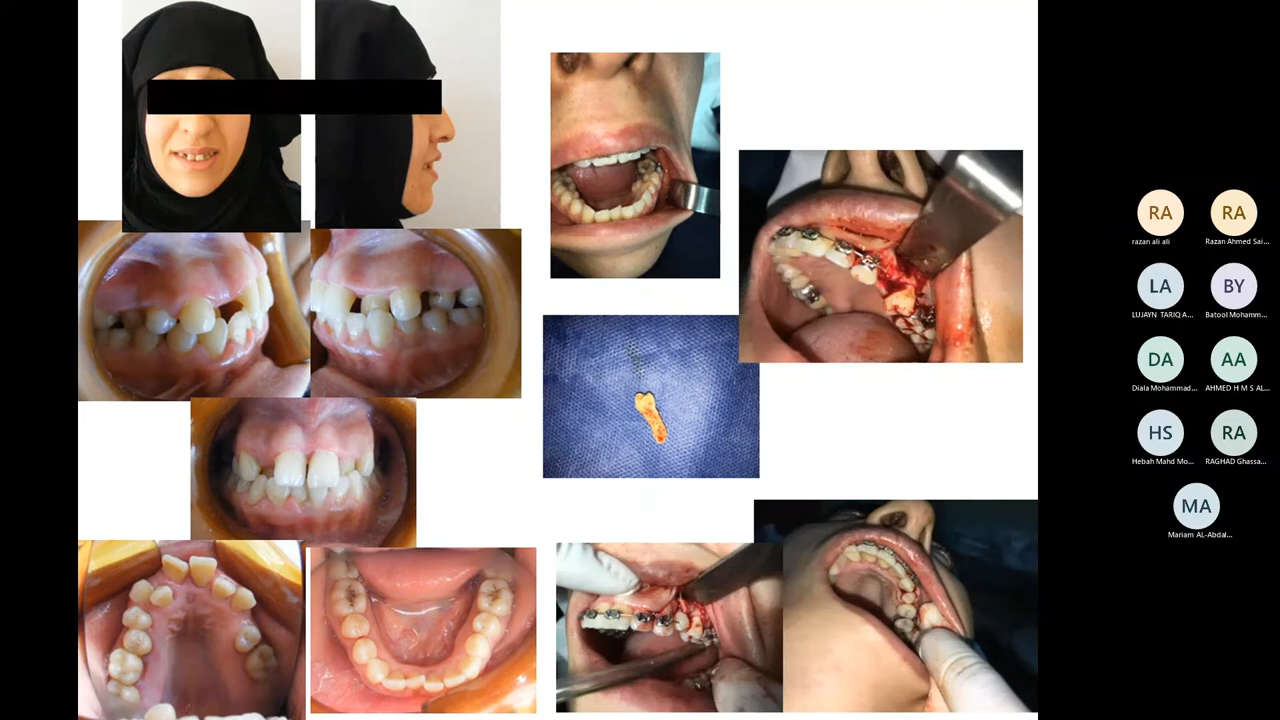 RA
RA
razan ali ali
Razan Ahmed Sai...
LA
BY
LUJAYN TARIQ A...
Batool Mohamm...
DA
AA
Diala Mohammad...
AHMED H M S AL...
HS
RA
Hebah Mahd Mo...
RAGHAD Ghassa...
MA
Mariam AL-Abdal...